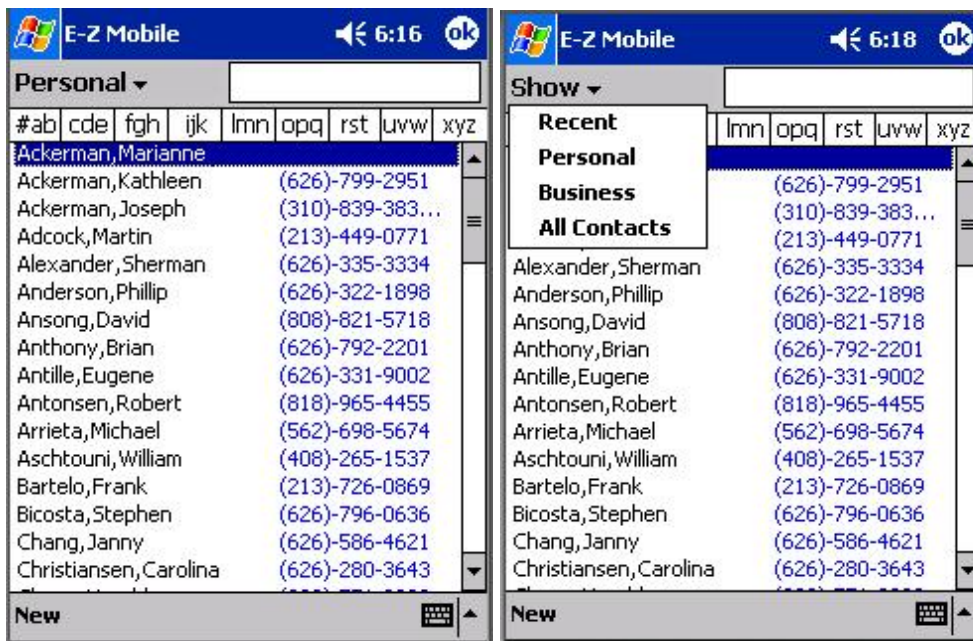 E-Z Mobile 6:16 ok
Personal
#ab cde fgh ijk lmn opq rst uvw xyz
Ackerman,Marianne
Ackerman,Kathleen (626)-799-2951
Ackerman,Joseph (310)-839-383...
Adcock,Martin (213)-449-0771
Alexander,Sherman (626)-335-3334
Anderson,Phillip (626)-322-1898
Ansong,David (808)-821-5718
Anthony,Brian (626)-792-2201
Antille,Eugene (626)-331-9002
Antonsen,Robert (818)-965-4455
Arrieta,Michael (562)-698-5674
Aschtouni,William (408)-265-1537
Bartelo,Frank (213)-726-0869
Bicosta,Stephen (626)-796-0636
Chang,Janny (626)-586-4621
Christiansen,Carolina (626)-280-3643
New
E-Z Mobile 6:18 ok
Show
Recent
Personal
Business
All Contacts
lmn opq rst uvw xyz
(626)-799-2951
(310)-839-383...
(213)-449-0771
Alexander,Sherman (626)-335-3334
Anderson,Phillip (626)-322-1898
Ansong,David (808)-821-5718
Anthony,Brian (626)-792-2201
Antille,Eugene (626)-331-9002
Antonsen,Robert (818)-965-4455
Arrieta,Michael (562)-698-5674
Aschtouni,William (408)-265-1537
Bartelo,Frank (213)-726-0869
Bicosta,Stephen (626)-796-0636
Chang,Janny (626)-586-4621
Christiansen,Carolina (626)-280-3643
New